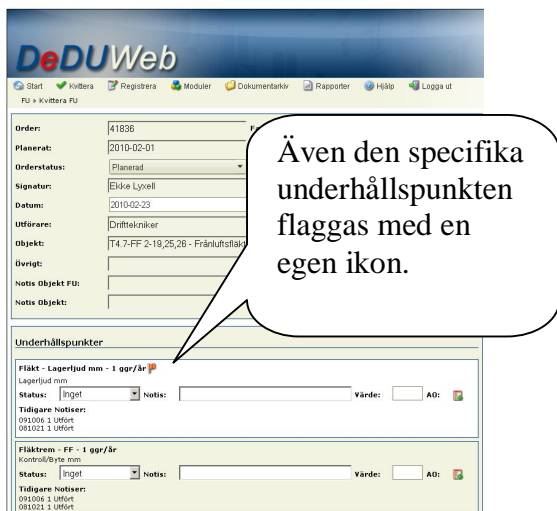 DeDUWeb
Start Kvittera Registrera Moduler Dokumentarkiv Rapporter Hjälp Logga ut
FU > Kvittera FU
Order: 41836
Planerat: 2010-02-01
Orderstatus: Planerad
Signatur: Ekke Lyxell
Datum: 2010-02-23
Utförare: Drifttekniker
Objekt: T4.7-FF 2-19,25,26 - Frånluftsfläkt
Övrigt:
Notis Objekt FU:
Notis Objekt:
Även den specifika
underhållspunkten
flaggas med en
egen ikon.
Underhållspunkter
Fläkt - Lagerljud mm - 1 ggr/år
Lagerljud mm
Status: Inget Notis: Värde: AO:
Tidigare Notiser:
091006 1 Utfört
081021 1 Utfört
Fläktrem - FF - 1 ggr/år
Kontroll/Byte mm
Status: Inget Notis: Värde: AO:
Tidigare Notiser:
091006 1 Utfört
081021 1 Utfört